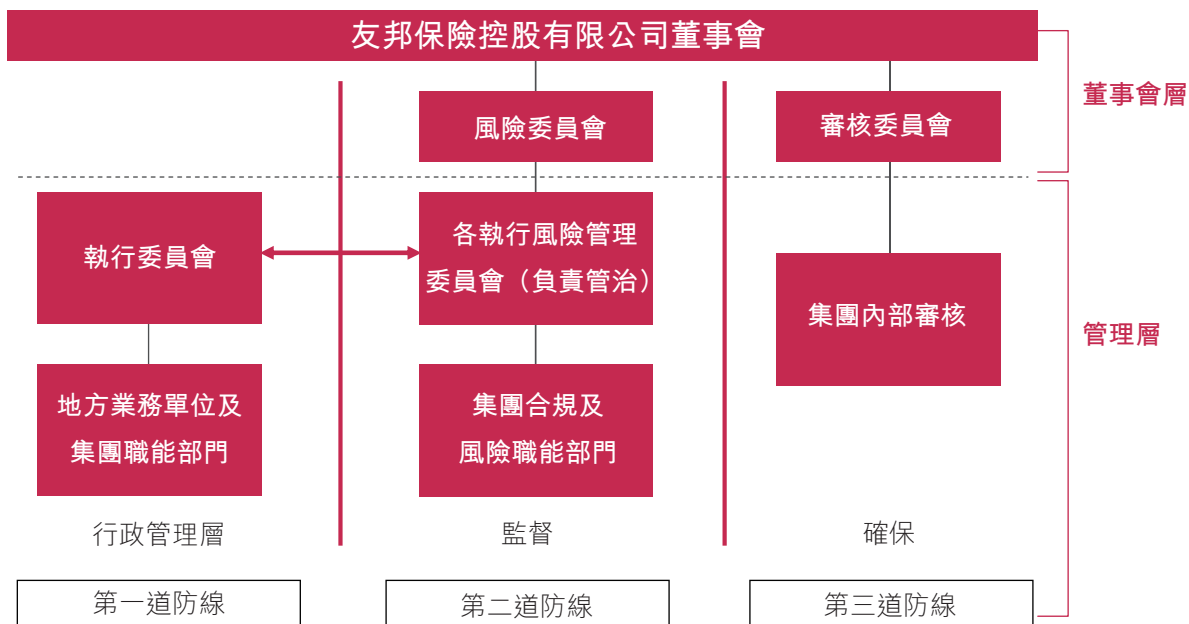 友邦保險控股有限公司董事會
董事會層
風險委員會
審核委員會
執行委員會
各執行風險管理
委員會（負責管治）
集團內部審核
管理層
地方業務單位及
集團職能部門
集團合規及
風險職能部門
行政管理層
監督
確保
第一道防線
第二道防線
第三道防線